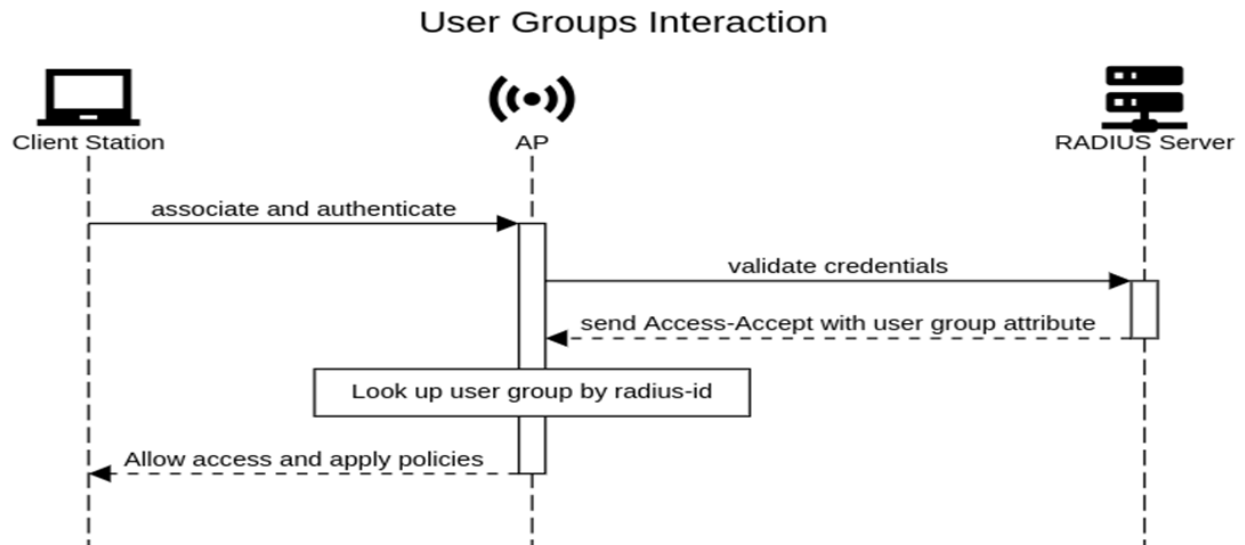 User Groups Interaction
Client Station
AP
RADIUS Server
associate and authenticate
validate credentials
send Access-Accept with user group attribute
Look up user group by radius-id
Allow access and apply policies